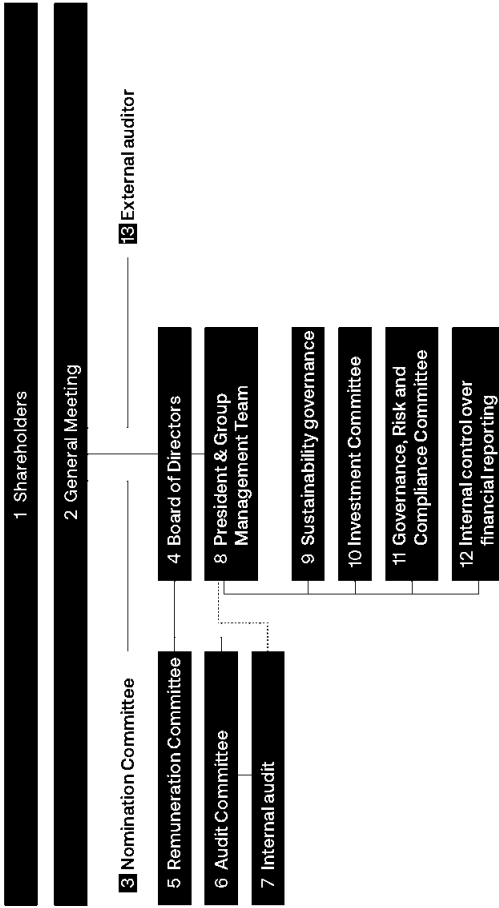 1 Shareholders
2 General Meeting
3 Nomination Committee
13 External auditor
4 Board of Directors
5 Remuneration Committee
8 President & Group
Management Team
6 Audit Committee
7 Internal audit
9 Sustainability governance
10 Investment Committee
11 Governance, Risk and
Compliance Committee
12 Internal control over
financial reporting